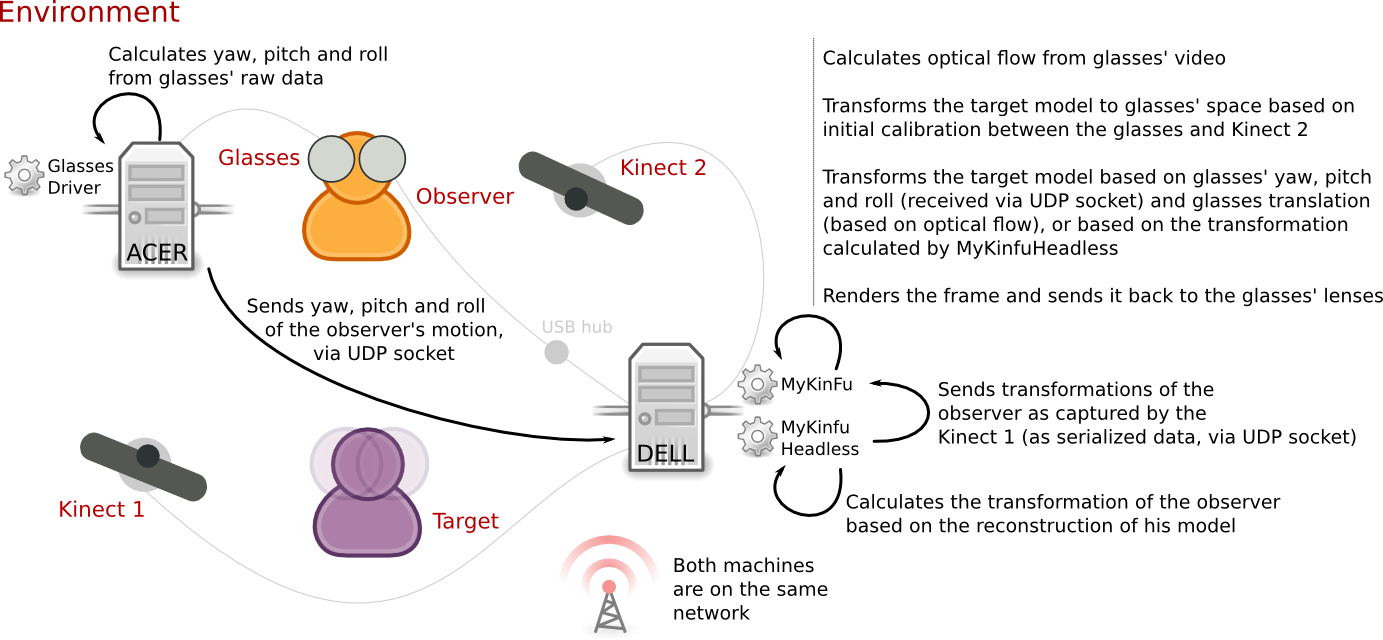 Environment
Calculates yaw, pitch and roll
from glasses' raw data
Glasses
Driver
ACER
Glasses
Observer
Kinect 2
Calculates optical flow from glasses' video
Transforms the target model to glasses' space based on
initial calibration between the glasses and Kinect 2
Transforms the target model based on glasses' yaw, pitch
and roll (received via UDP socket) and glasses translation
(based on optical flow), or based on the transformation
calculated by MyKinfuHeadless
Renders the frame and sends it back to the glasses' lenses
Sends yaw, pitch and roll
of the observer's motion,
via UDP socket
USB hub
DELL
MyKinFu
MyKinfu
Headless
Sends transformations of the
observer as captured by the
Kinect 1 (as serialized data, via UDP socket)
Calculates the transformation of the observer
based on the reconstruction of his model
Kinect 1
Target
Both machines
are on the same
network